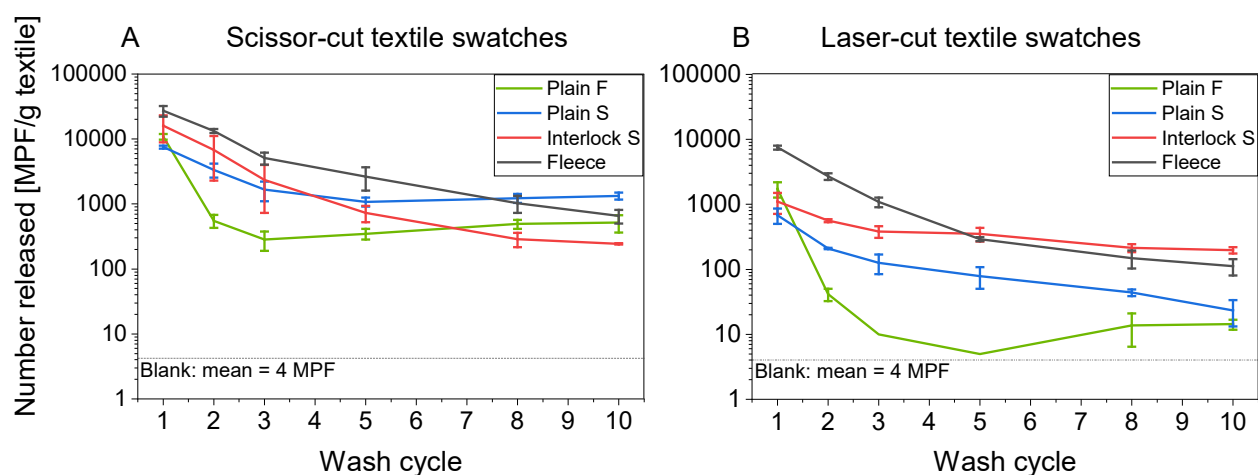 A Scissor-cut textile swatches
Number released [MPF/g textile]
100000
10000
1000
100
10
1
Plain F
Plain S
Interlock S
Fleece
Blank: mean = 4 MPF
1 2 3 4 5 6 7 8 9 10
Wash cycle
B Laser-cut textile swatches
100000
10000
1000
100
10
1
Plain F
Plain S
Interlock S
Fleece
Blank: mean = 4 MPF
1 2 3 4 5 6 7 8 9 10
Wash cycle